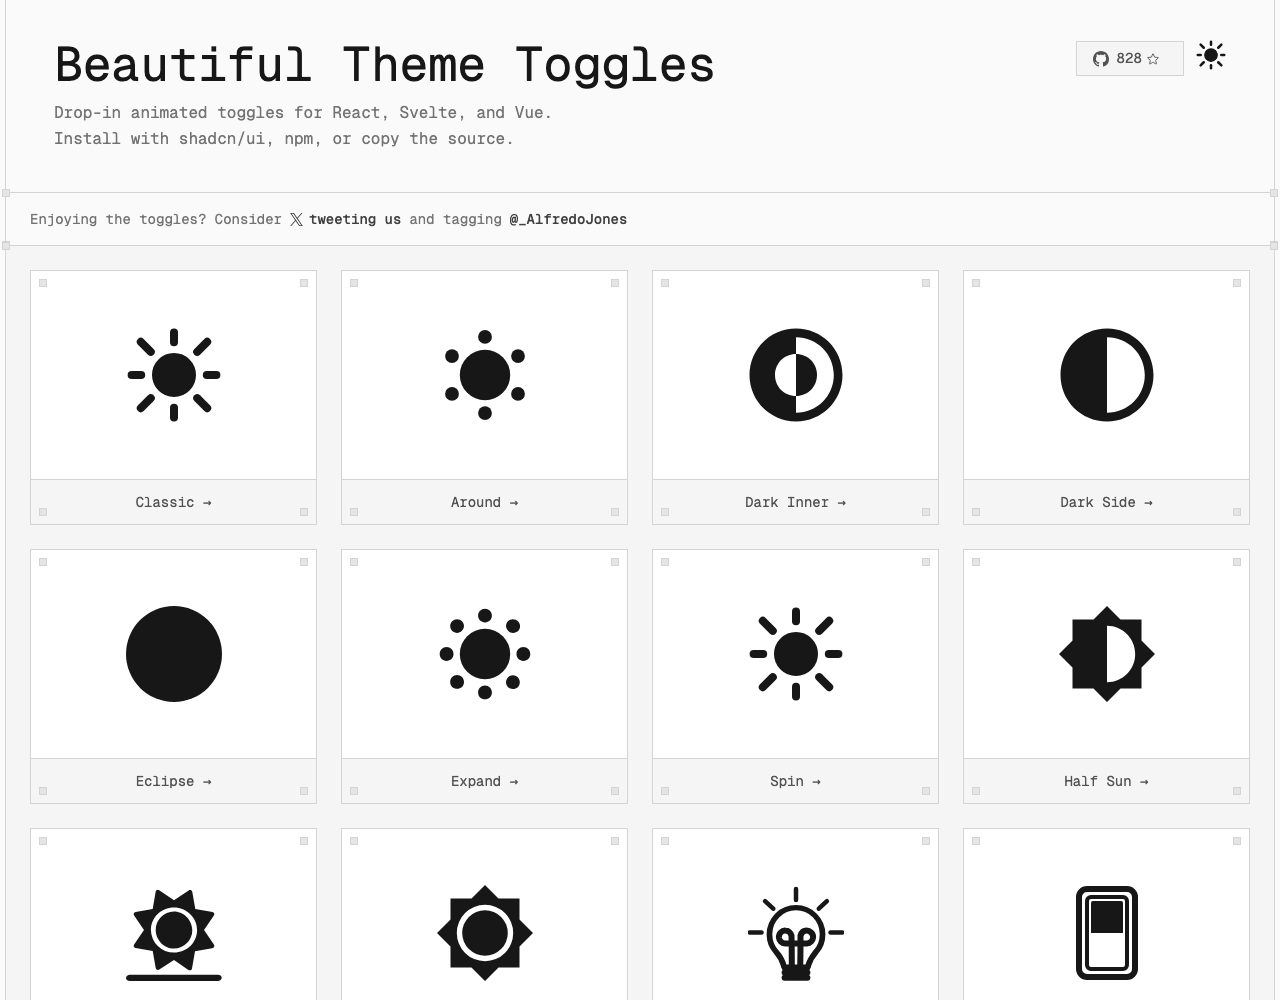 Beautiful Theme Toggles
828
Drop-in animated toggles for React, Svelte, and Vue.
Install with shadcn/ui, npm, or copy the source.
Enjoying the toggles? Consider 𝕏 tweeting us and tagging @_AlfredoJones
Classic →
Around →
Dark Inner →
Dark Side →
Eclipse →
Expand →
Spin →
Half Sun →